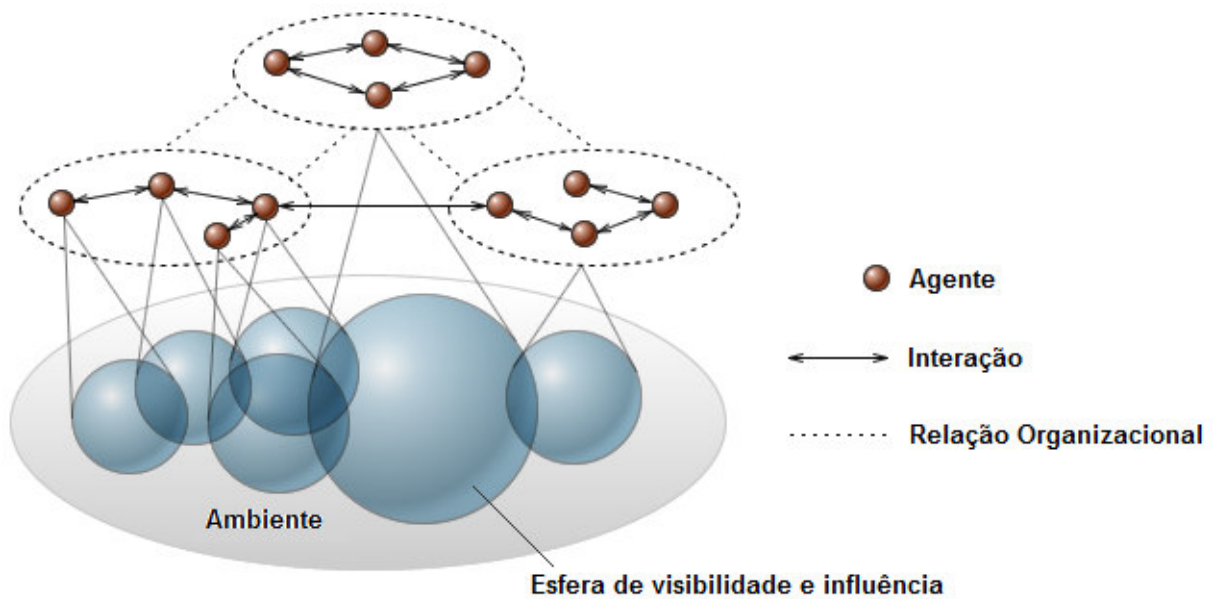 Agente
Interação
Relação Organizacional
Ambiente
Esfera de visibilidade e influência